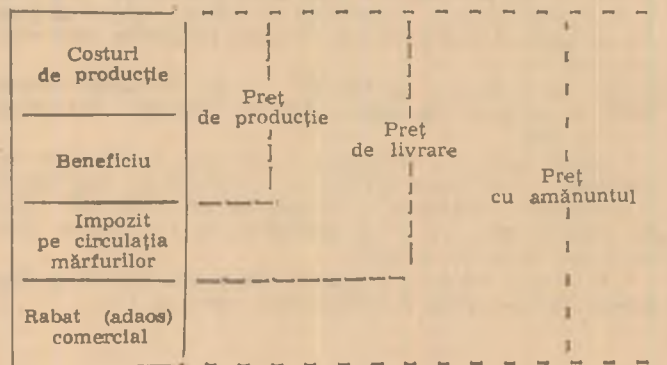 Costuri
de producție
Preț
de producție
Beneficiu
Preț
de livrare
Preț
cu amănuntul
Impozit
pe circulația
mărfurilor
Rabat (adaos)
comercial